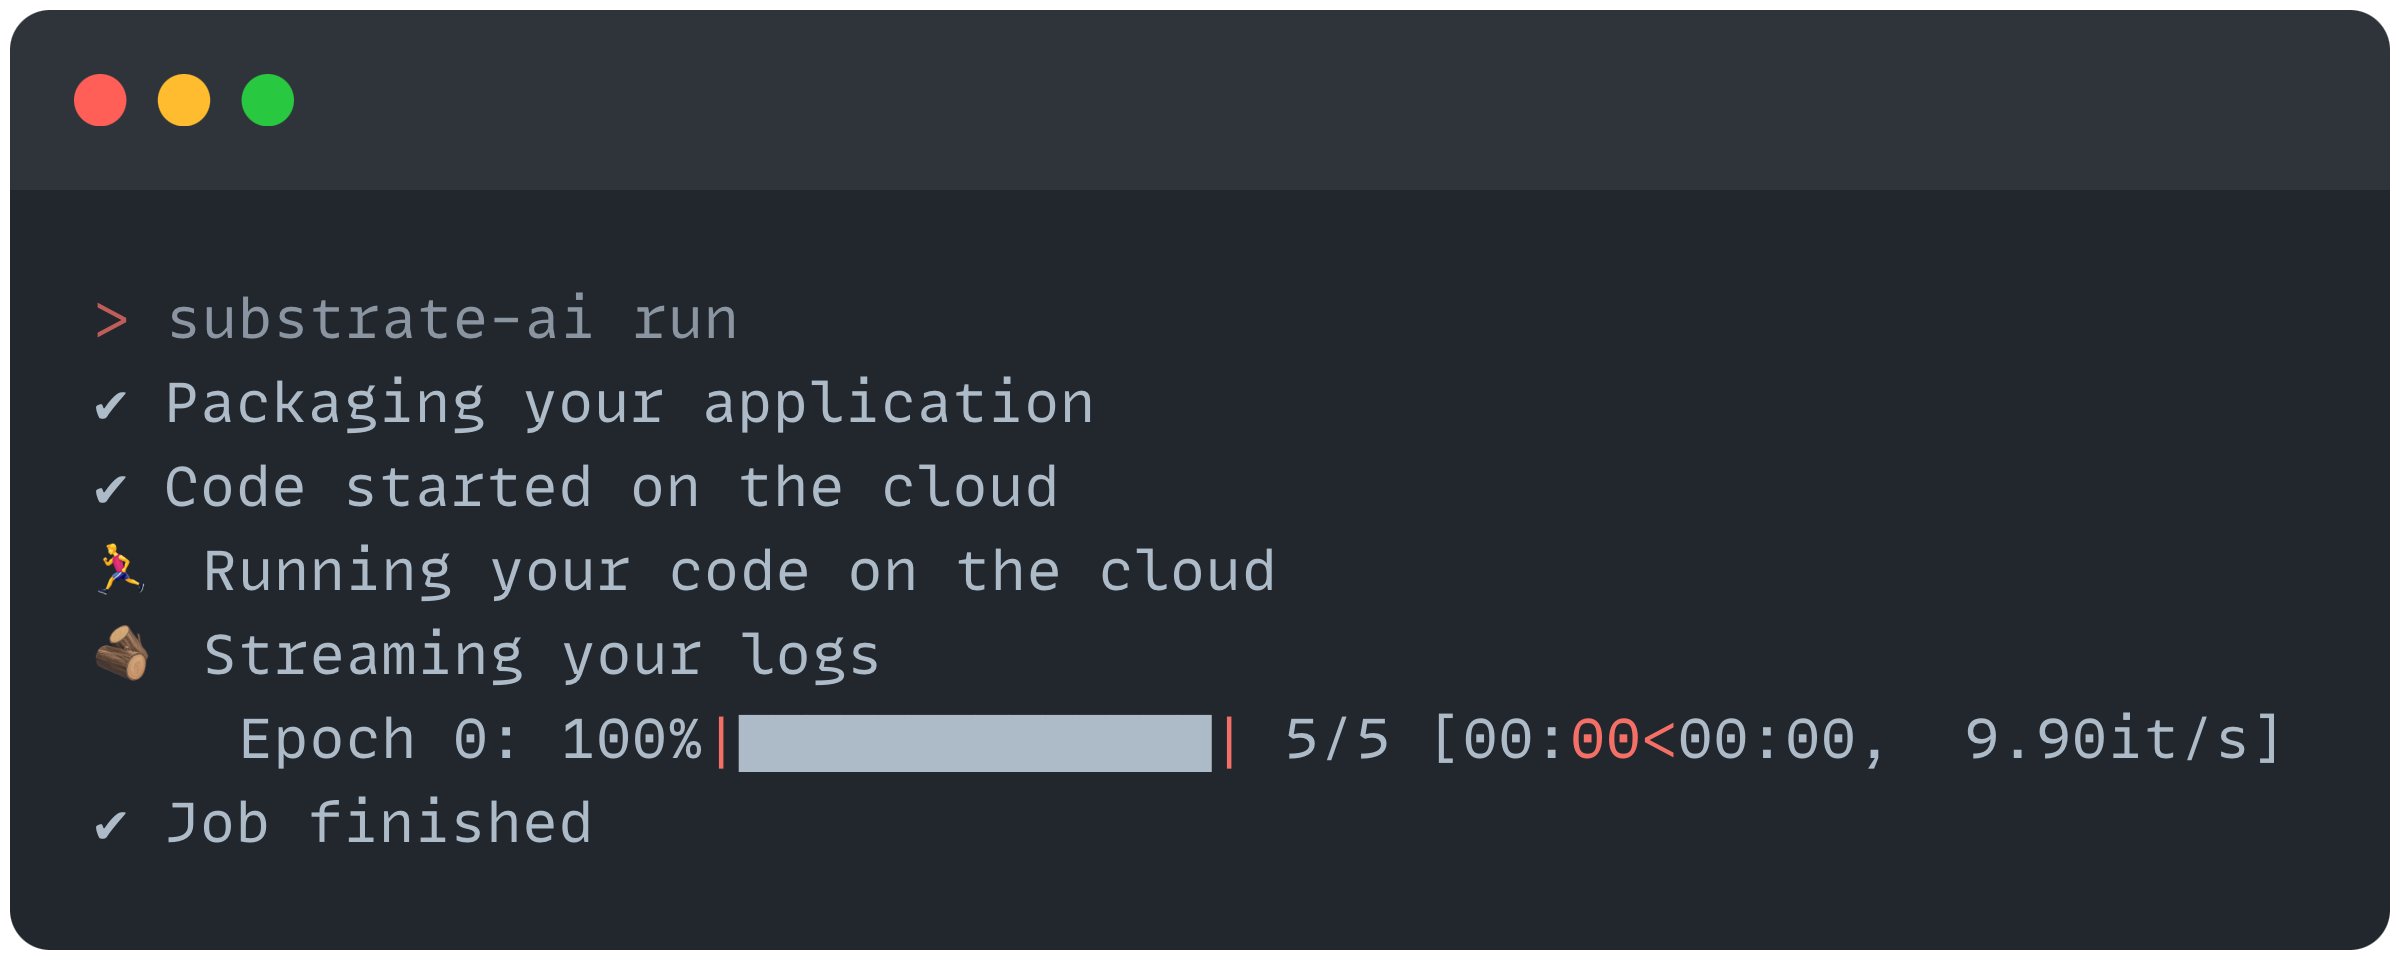 > substrate-ai run
✔ Packaging your application
✔ Code started on the cloud
🏃 Running your code on the cloud
🪵 Streaming your logs
Epoch 0: 100%|█████████████| 5/5 [00:00<00:00,  9.90it/s]
✔ Job finished